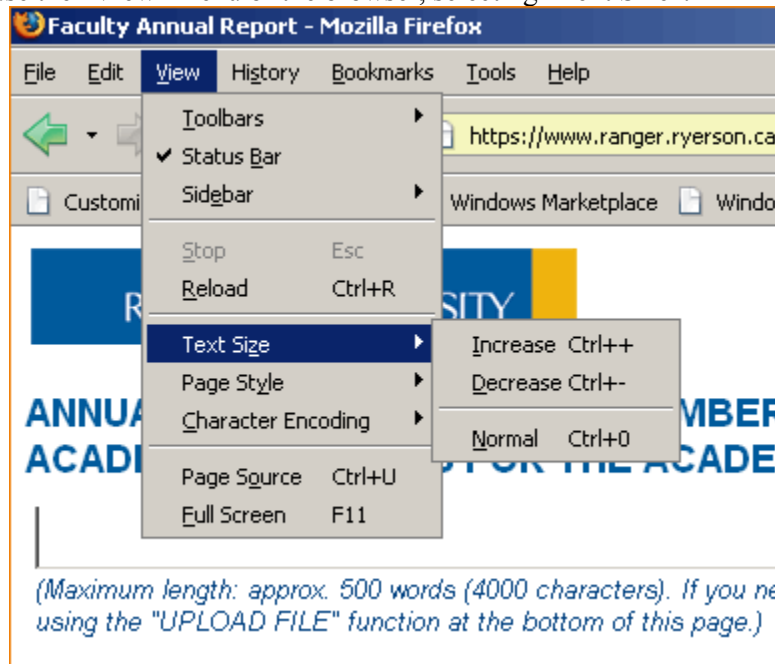 Faculty Annual Report - Mozilla Firefox
File Edit View History Bookmarks Tools Help
Toolbars
https://www.ranger.ryerson.ca
Status Bar
Customi
Sidebar
Windows Marketplace
Windo
Stop Esc
Reload Ctrl+R
R
SITY
Text Size
Increase Ctrl++
Page Style
Decrease Ctrl+-
Character Encoding
Normal Ctrl+0
ANNUA
MBER
ACADE
FOR THE ACADE
Page Source Ctrl+U
Full Screen F11
(Maximum length: approx. 500 words (4000 characters). If you ne
using the "UPLOAD FILE" function at the bottom of this page.)